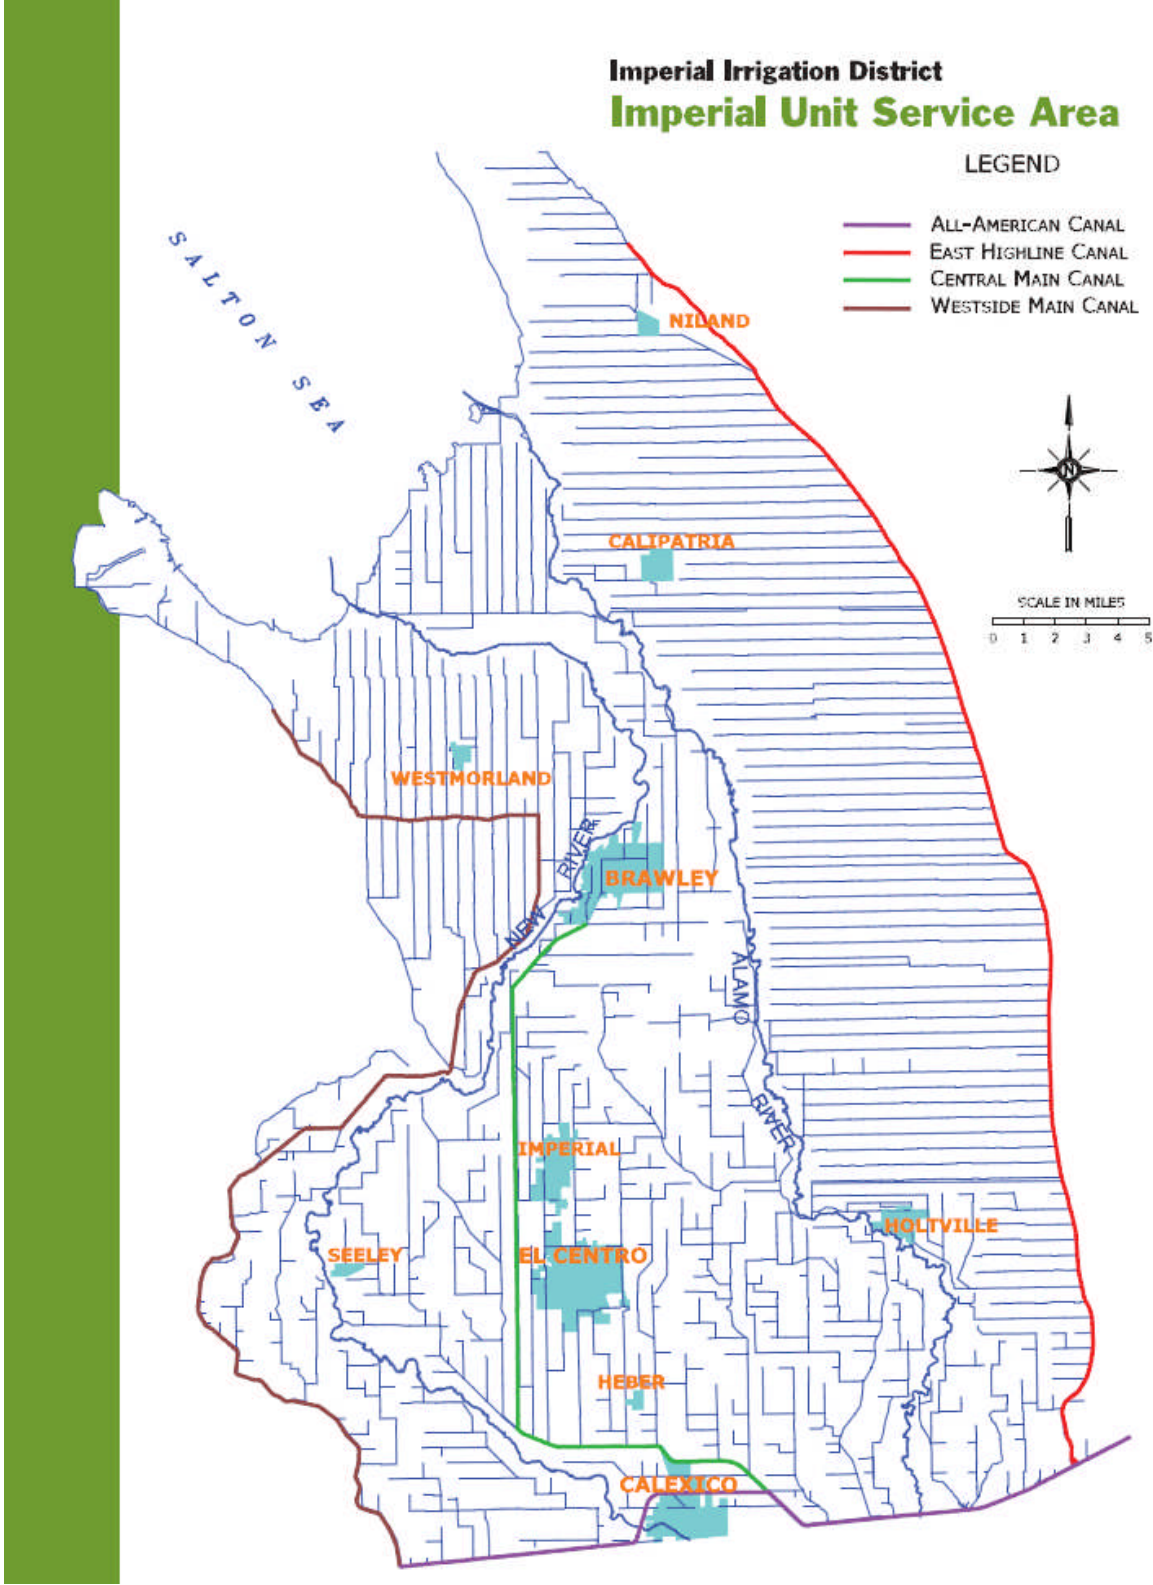 Imperial Irrigation District
Imperial Unit Service Area
LEGEND
ALL-AMERICAN CANAL
EAST HIGHLINE CANAL
CENTRAL MAIN CANAL
WESTSIDE MAIN CANAL
SALTON SEA
NILAND
N
CALIPATRIA
SCALE IN MILES
0 1 2 3 4 5
WESTMORLAND
NEW RIVER
BRAWLEY
ALAMO RIVER
IMPERIAL
HOLTVILLE
SEELEY
EL CENTRO
HEBER
CALEXICO